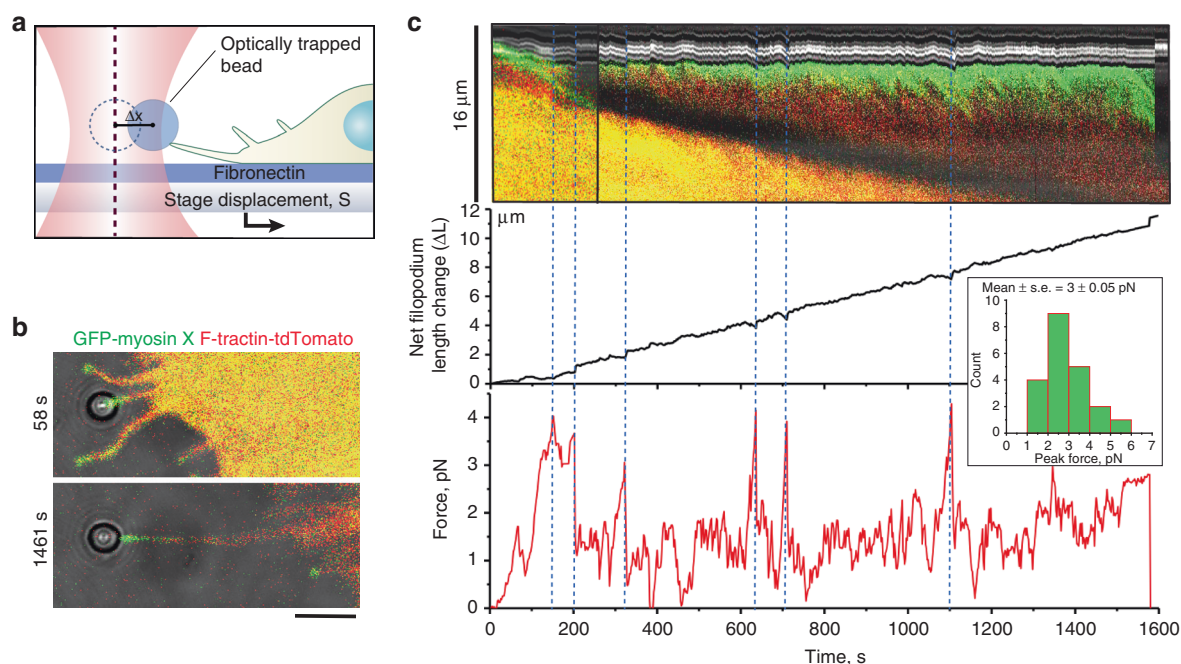 a
Optically trapped
bead
Δx
Fibronectin
Stage displacement, S
b
GFP-myosin X F-tractin-tdTomato
58 s
1461 s
c
16 μm
μm
Net filopodium
length change (ΔL)
12
10
8
6
4
2
0
Mean ± s.e. = 3 ± 0.05 pN
Count
10
8
6
4
2
0
0 1 2 3 4 5 6 7
Peak force, pN
Force, pN
4
3
2
1
0
0 200 400 600 800 1000 1200 1400 1600
Time, s